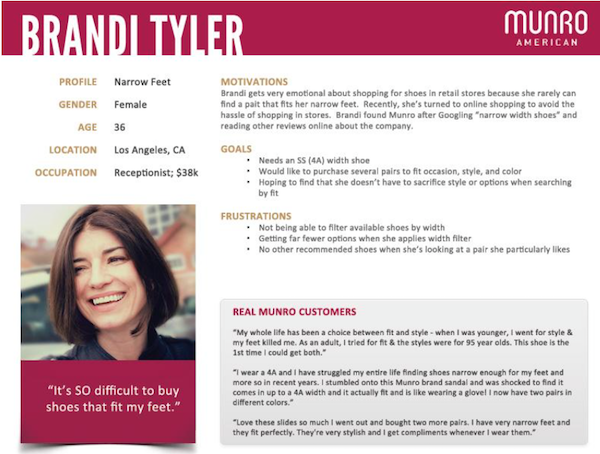 BRANDI TYLER
MUNRO
AMERICAN
PROFILE Narrow Feet
GENDER Female
AGE 36
LOCATION Los Angeles, CA
OCCUPATION Receptionist; $38k
MOTIVATIONS
Brandi gets very emotional about shopping for shoes in retail stores because she rarely can
find a pait that fits her narrow feet. Recently, she's turned to online shopping to avoid the
hassle of shopping in stores. Brandi found Munro after Googling "narrow width shoes" and
reading other reviews online about the company.
GOALS
• Needs an SS (4A) width shoe
• Would like to purchase several pairs to fit occasion, style, and color
• Hoping to find that she doesn't have to sacrifice style or options when searching
by fit
FRUSTRATIONS
• Not being able to filter available shoes by width
• Getting far fewer options when she applies width filter
• No other recommended shoes when she's looking at a pair she particularly likes
"It's SO difficult to buy
shoes that fit my feet."
REAL MUNRO CUSTOMERS
"My whole life has been a choice between fit and style - when I was younger, I went for style &
my feet killed me. As an adult, I tried for fit & the styles were for 95 year olds. This shoe is the
1st time I could get both."
"I wear a 4A and I have struggled my entire life finding shoes narrow enough for my feet and
more so in recent years. I stumbled onto this Munro brand sandal and was shocked to find it
comes in up to a 4A width and it actually fit and is like wearing a glove! I now have two pairs in
different colors."
"Love these slides so much I went out and bought two more pairs. I have very narrow feet and
they fit perfectly. They're very stylish and I get compliments whenever I wear them."